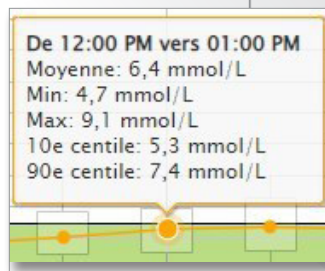 De 12:00 PM vers 01:00 PM
Moyenne: 6,4 mmol/L
Min: 4,7 mmol/L
Max: 9,1 mmol/L
10e centile: 5,3 mmol/L
90e centile: 7,4 mmol/L